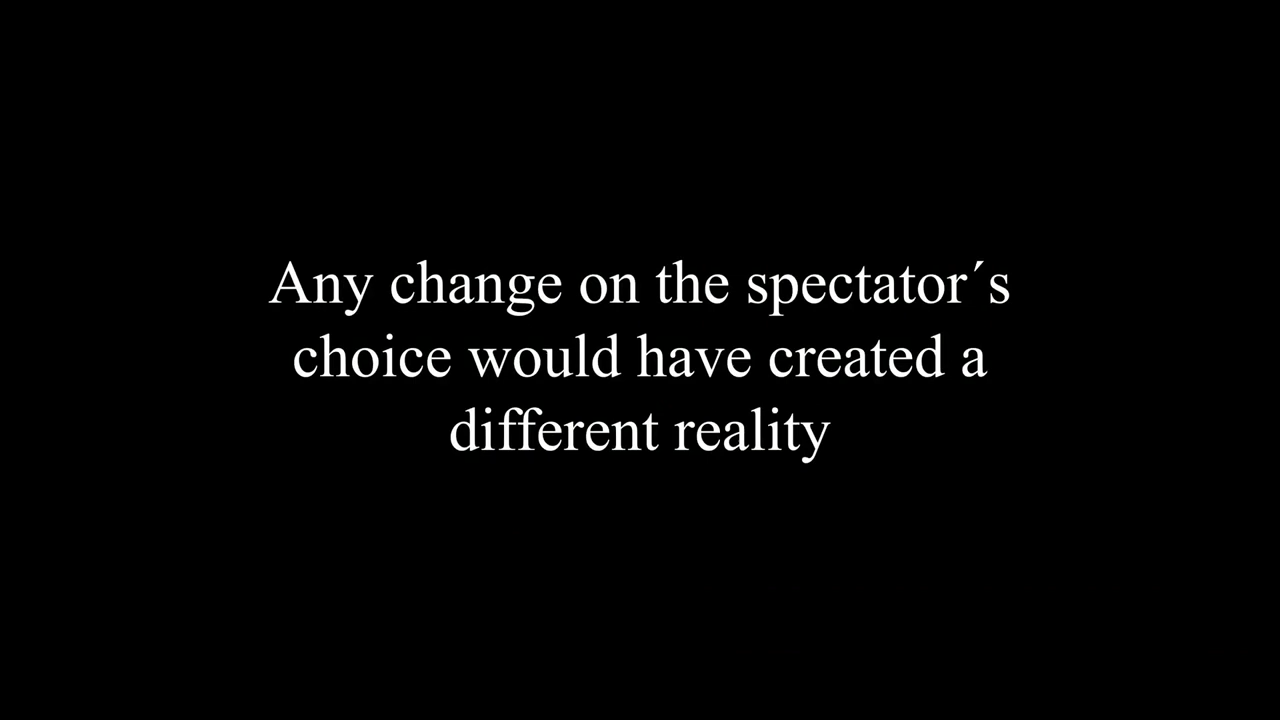 Any change on the spectator´s
choice would have created a
different reality